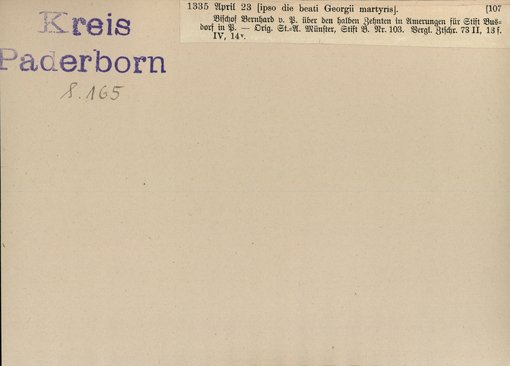 Kreis
Paderborn
S. 165
1335 April 23 [ipso die beati Georgii martyris]. [107
Bischof Bernhard v. P. über den halben Zehnten in Amerungen für Stift Bus-
dorf in P. — Orig. St.-A. Münster, Stift B. Nr. 103. Vergl. Ztschr. 73 II, 13 f.
IV, 14v.